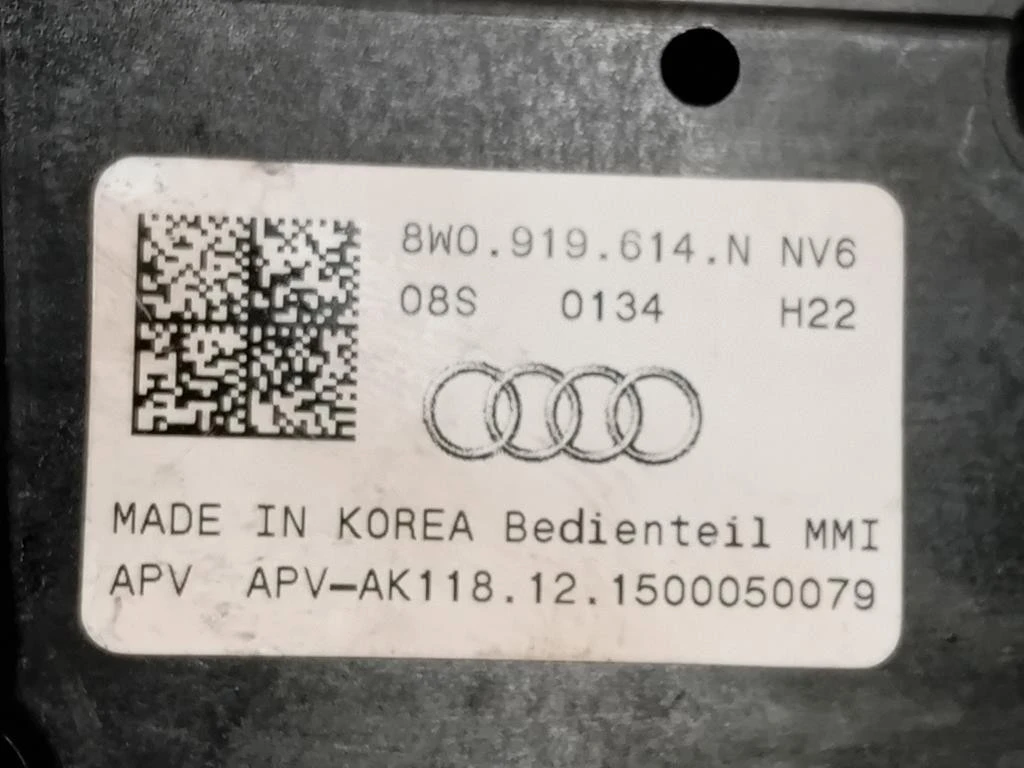 8W0.919.614.N NV6
08S 0134 H22
MADE IN KOREA Bedienteil MMI
APV APV-AK118.12.1500050079